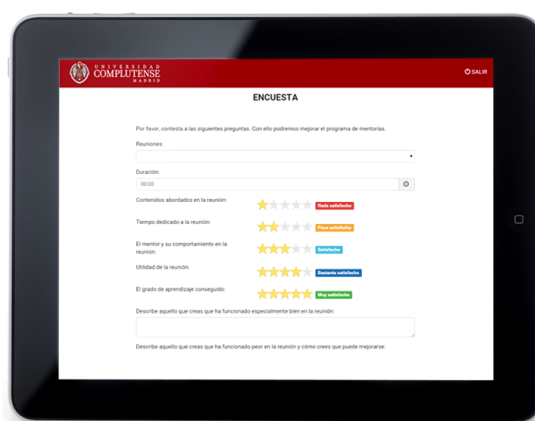 UNIVERSIDAD
COMPLUTENSE
MADRID
SALIR
ENCUESTA
Por favor, contesta a las siguientes preguntas. Con ello podremos mejorar el programa de mentorías.
Reuniones:
Duración:
00:00
Contenidos abordados en la reunión:
Nada satisfecho
Tiempo dedicado a la reunión:
Poco satisfecho
El mentor y su comportamiento en la
reunión:
Satisfecho
Utilidad de la reunión:
Bastante satisfecho
El grado de aprendizaje conseguido:
Muy satisfecho
Describe aquello que creas que ha funcionado especialmente bien en la reunión:
Describe aquello que creas que ha funcionado peor en la reunión y cómo crees que puede mejorarse: